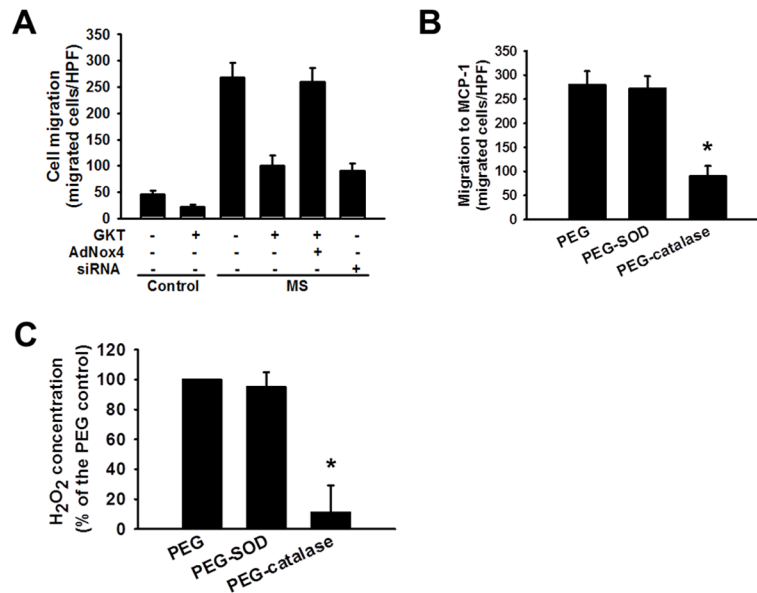 A
Cell migration
(migrated cells/HPF)
350
300
250
200
150
100
50
0
GKT - + - + + -
AdNox4 - - - - + -
siRNA - - - - - +
Control MS
B
Migration to MCP-1
(migrated cells/HPF)
350
300
250
200
150
100
50
0
*
PEG
PEG-SOD
PEG-catalase
C
H₂O₂ concentration
(% of the PEG control)
120
100
80
60
40
20
0
*
PEG
PEG-SOD
PEG-catalase